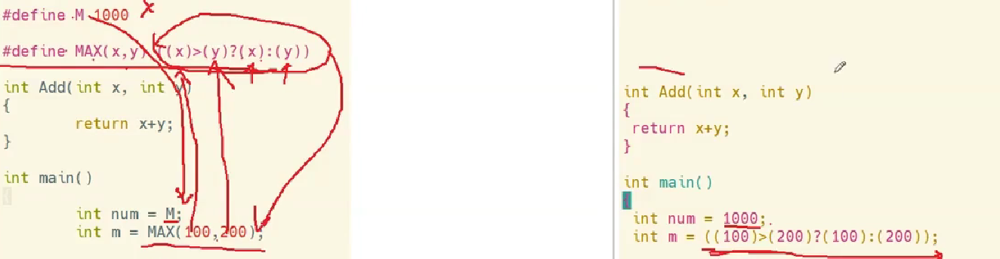 #define M 1000 X
#define MAX(x,y) ((x)>(y)?(x):(y))
int Add(int x, int y)
{
return x+y;
}
int main()
{
int num = M;
int m = MAX(100,200);
int Add(int x, int y)
{
return x+y;
}
int main()
{
int num = 1000;
int m = ((100)>(200)?(100):(200));